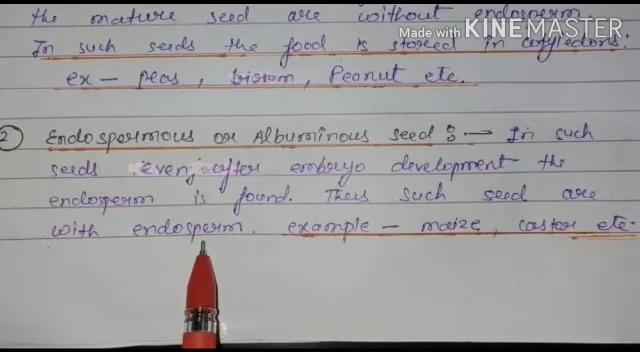 the mature seed are without endosperm.
Made with KINEMASTER
In such seeds the food is stored in cotyledons.
ex - peas, , Peanut etc.
2) Endospermous or Albuminous seed :- In such
seeds even after embryo development the
endosperm is found. Thus such seed are
with endosperm. example - maize, castor etc.